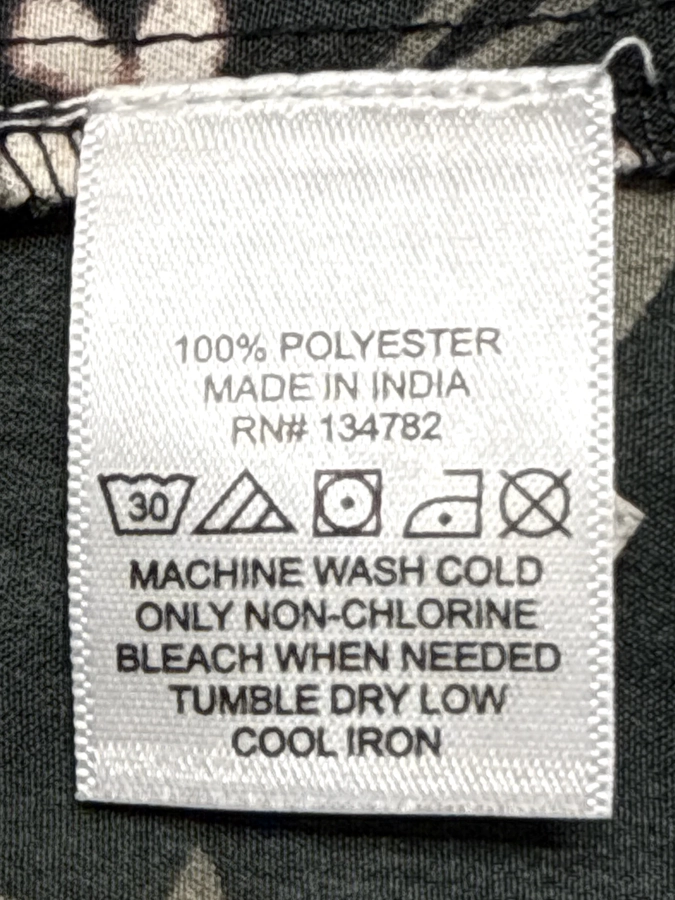 100% POLYESTER
MADE IN INDIA
RN# 134782
30
MACHINE WASH COLD
ONLY NON-CHLORINE
BLEACH WHEN NEEDED
TUMBLE DRY LOW
COOL IRON